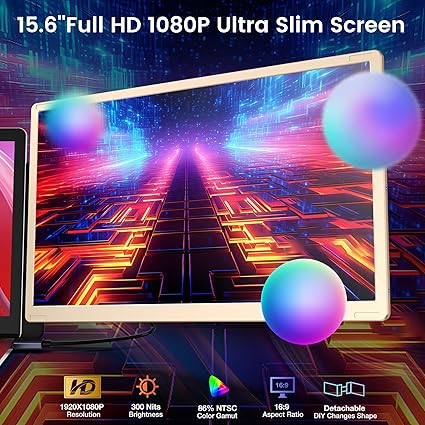 15.6"Full HD 1080P Ultra Slim Screen
HD
16:9
1920X1080P
Resolution
300 Nits
Brightness
86% NTSC
Color Gamut
16:9
Aspect Ratio
Detachable
DIY Changes Shape